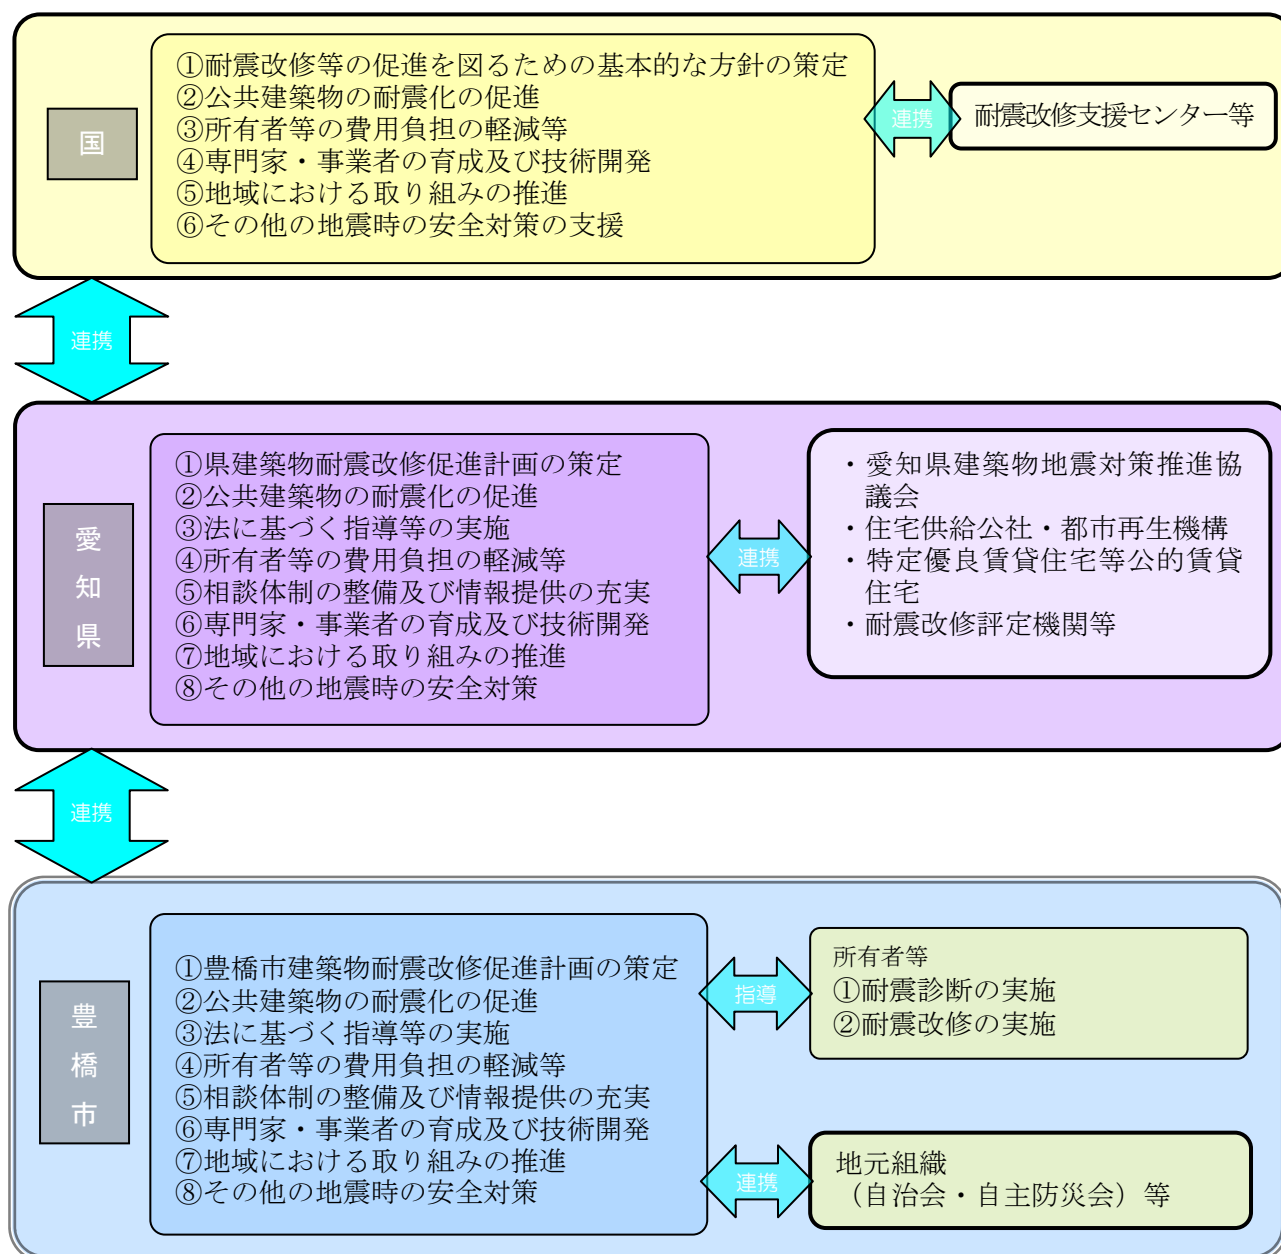 国
①耐震改修等の促進を図るための基本的な方針の策定
②公共建築物の耐震化の促進
③所有者等の費用負担の軽減等
④専門家・事業者の育成及び技術開発
⑤地域における取り組みの推進
⑥その他の地震時の安全対策の支援
連携
耐震改修支援センター等
連携
愛
知
県
①県建築物耐震改修促進計画の策定
②公共建築物の耐震化の促進
③法に基づく指導等の実施
④所有者等の費用負担の軽減等
⑤相談体制の整備及び情報提供の充実
⑥専門家・事業者の育成及び技術開発
⑦地域における取り組みの推進
⑧その他の地震時の安全対策
連携
・愛知県建築物地震対策推進協
議会
・住宅供給公社・都市再生機構
・特定優良賃貸住宅等公的賃貸
住宅
・耐震改修評定機関等
連携
豊
橋
市
①豊橋市建築物耐震改修促進計画の策定
②公共建築物の耐震化の促進
③法に基づく指導等の実施
④所有者等の費用負担の軽減等
⑤相談体制の整備及び情報提供の充実
⑥専門家・事業者の育成及び技術開発
⑦地域における取り組みの推進
⑧その他の地震時の安全対策
指導
所有者等
①耐震診断の実施
②耐震改修の実施
連携
地元組織
（自治会・自主防災会）等